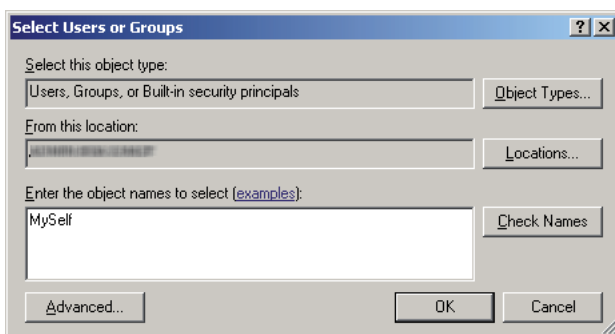 Select Users or Groups
Select this object type:
Users, Groups, or Built-in security principals
Object Types...
From this location:
Locations...
Enter the object names to select (examples):
MySelf
Check Names
Advanced...
OK
Cancel